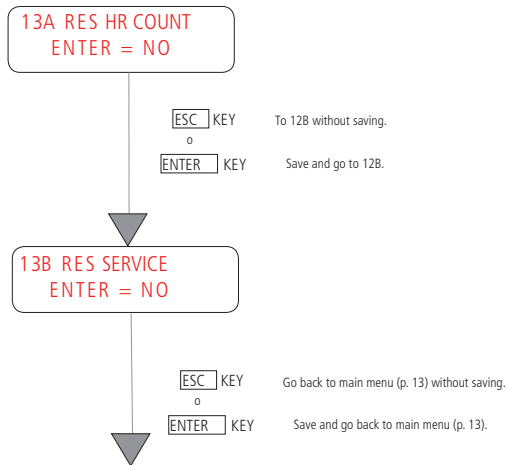 13A RES HR COUNT
ENTER = NO
ESC KEY To 12B without saving.
o
ENTER KEY Save and go to 12B.
13B RES SERVICE
ENTER = NO
ESC KEY Go back to main menu (p. 13) without saving.
o
ENTER KEY Save and go back to main menu (p. 13).